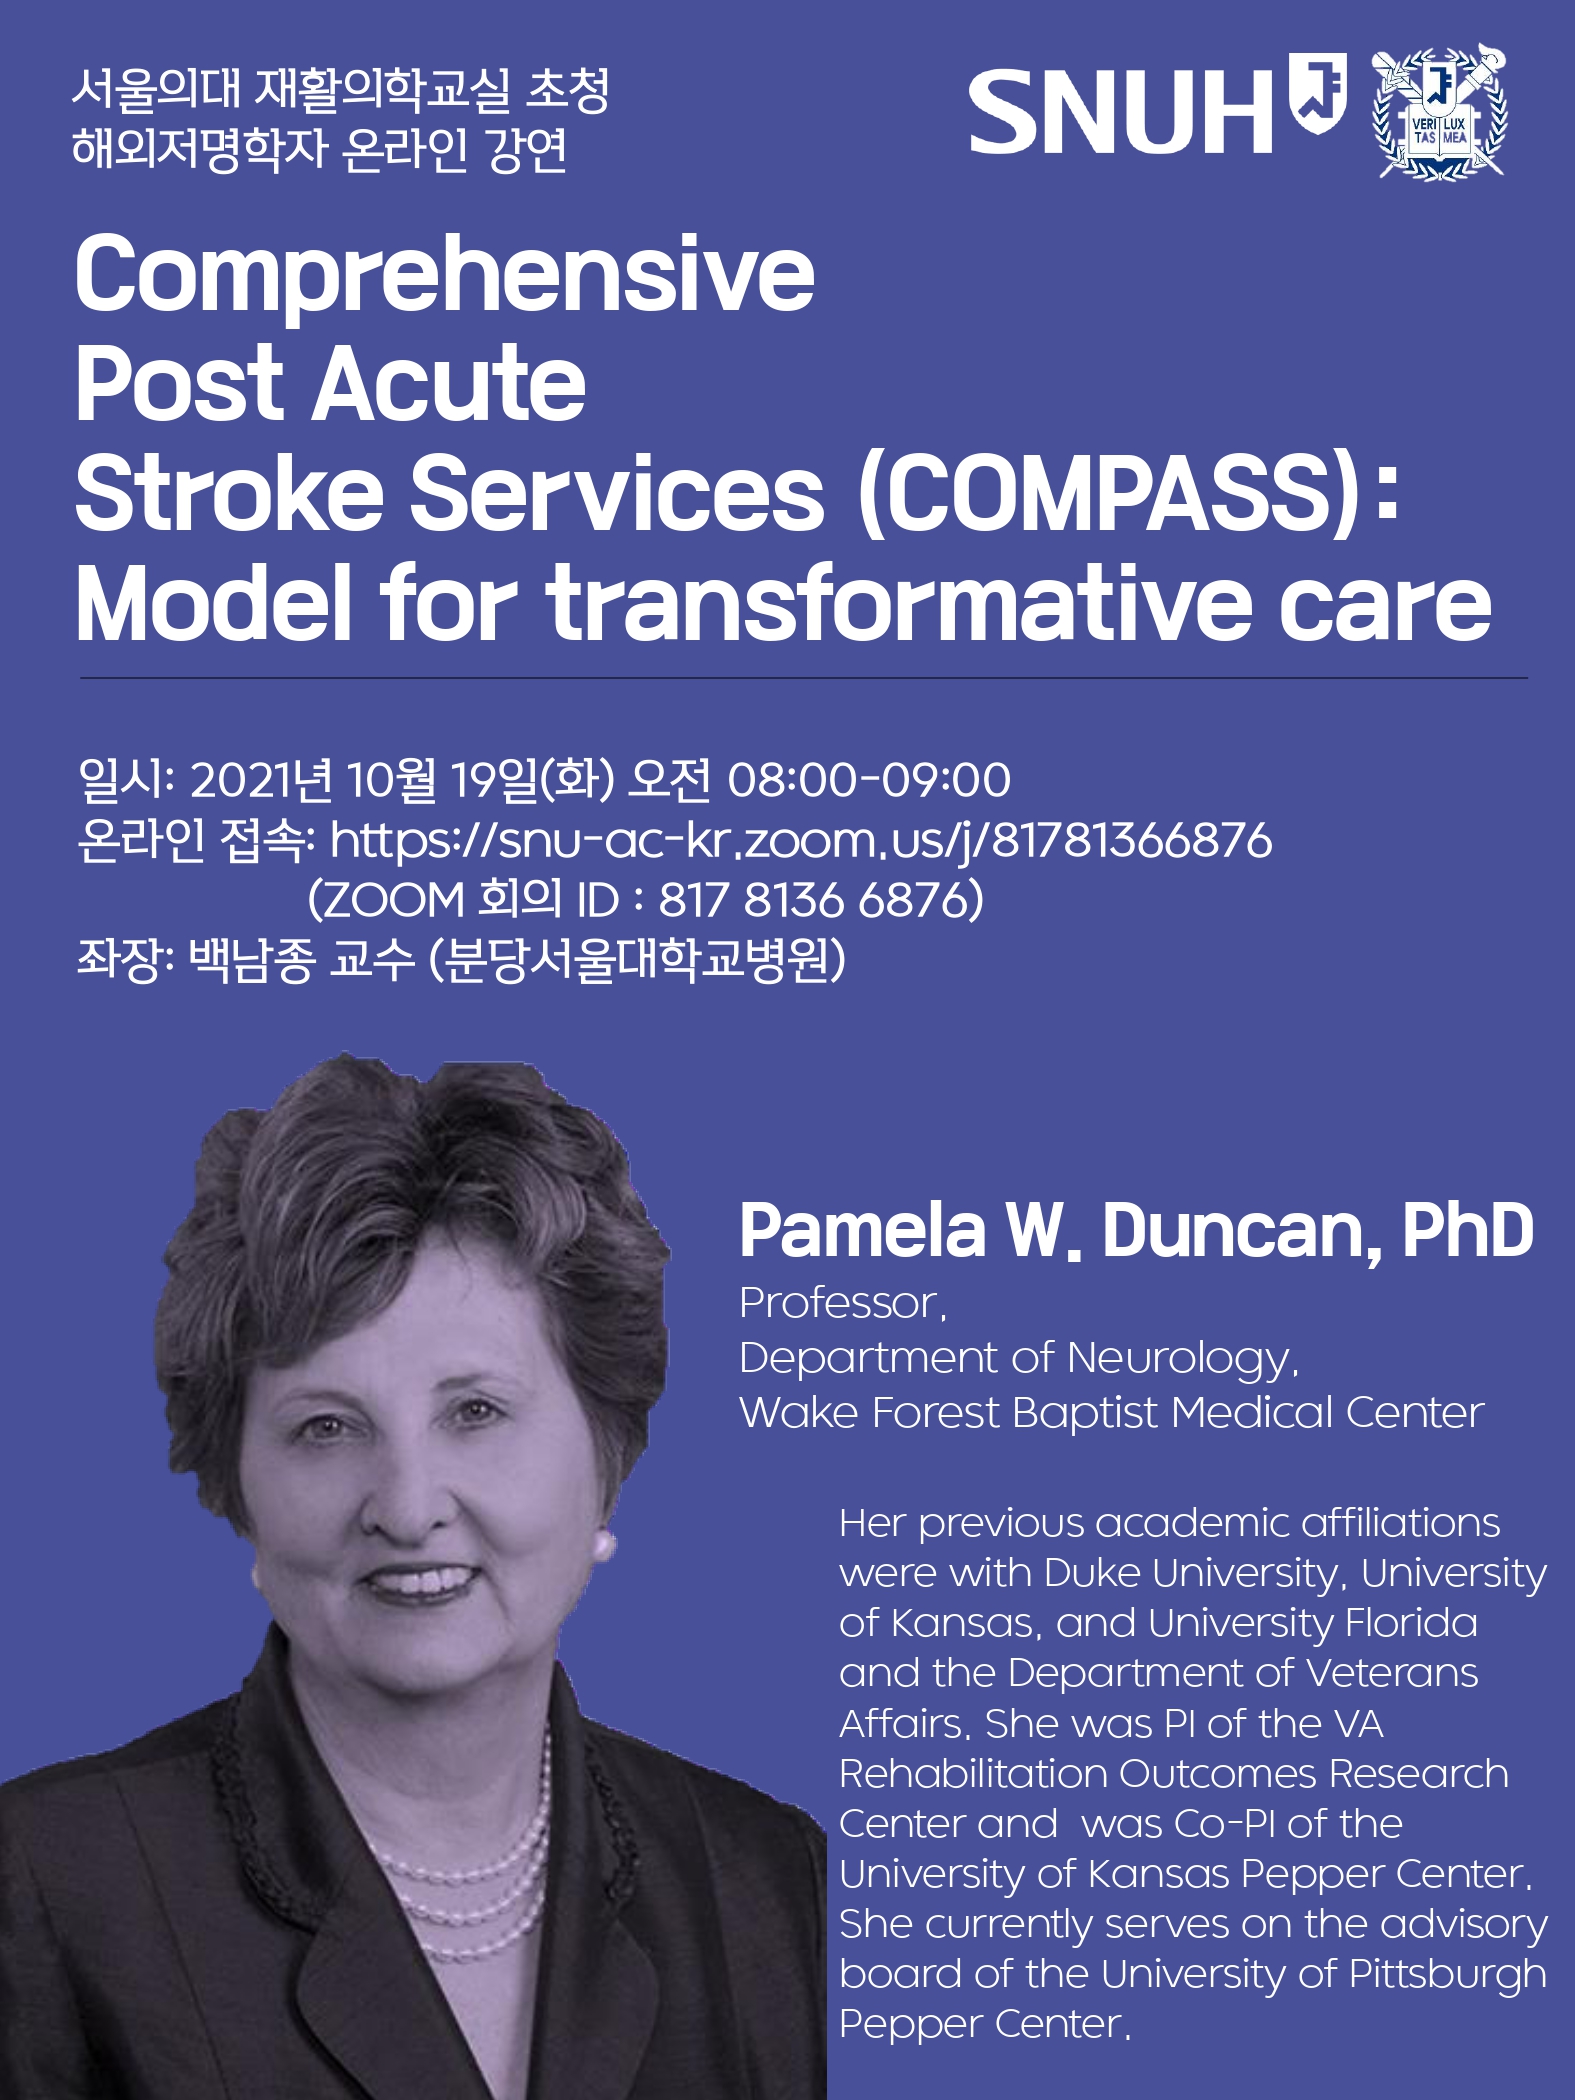 서울의대 재활의학교실 초청
해외저명학자 온라인 강연
SNUH
VERI LUX
TAS MEA
Comprehensive
Post Acute
Stroke Services (COMPASS) :
Model for transformative care
일시: 2021년 10월 19일(화) 오전 08:00-09:00
온라인 접속: https://snu-ac-kr.zoom.us/j/81781366876
(ZOOM 회의 ID : 817 8136 6876)
좌장: 백남종 교수 (분당서울대학교병원)
Pamela W. Duncan, PhD
Professor,
Department of Neurology,
Wake Forest Baptist Medical Center
Her previous academic affiliations
were with Duke University, University
of Kansas, and University Florida
and the Department of Veterans
Affairs. She was PI of the VA
Rehabilitation Outcomes Research
Center and  was Co-PI of the
University of Kansas Pepper Center.
She currently serves on the advisory
board of the University of Pittsburgh
Pepper Center.